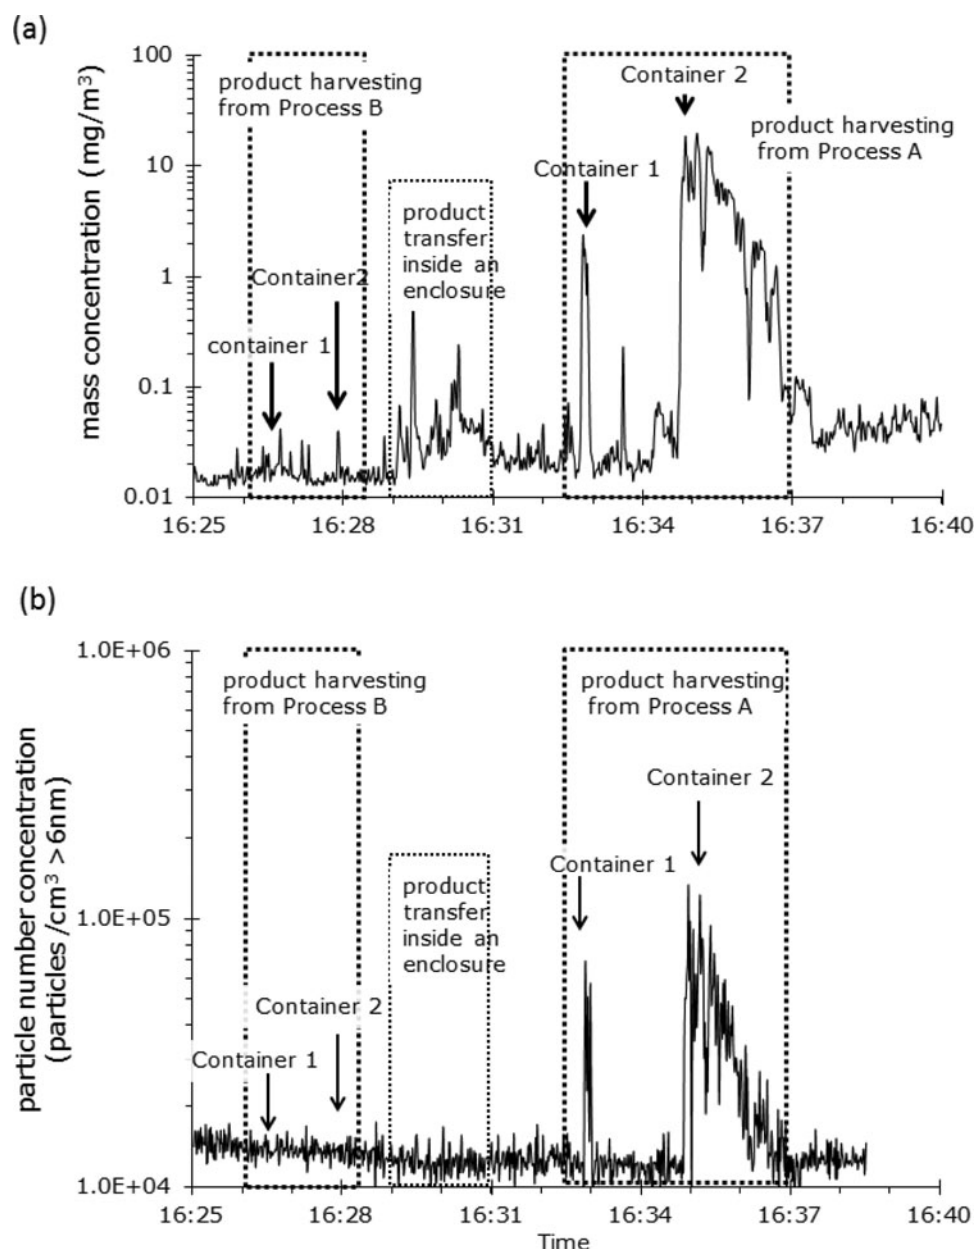 (a)
mass concentration (mg/m³)
100
10
1
0.1
0.01
product harvesting
from Process B
Container2
container 1
product
transfer
inside an
enclosure
Container 2
Container 1
product harvesting
from Process A
16:25
16:28
16:31
16:34
16:37
16:40
(b)
particle number concentration
(particles /cm³ > 6nm)
1.0E+06
1.0E+05
1.0E+04
product harvesting
from Process B
Container 2
Container 1
product
transfer
inside an
enclosure
product harvesting
from Process A
Container 2
Container 1
16:25
16:28
16:31
16:34
16:37
16:40
Time